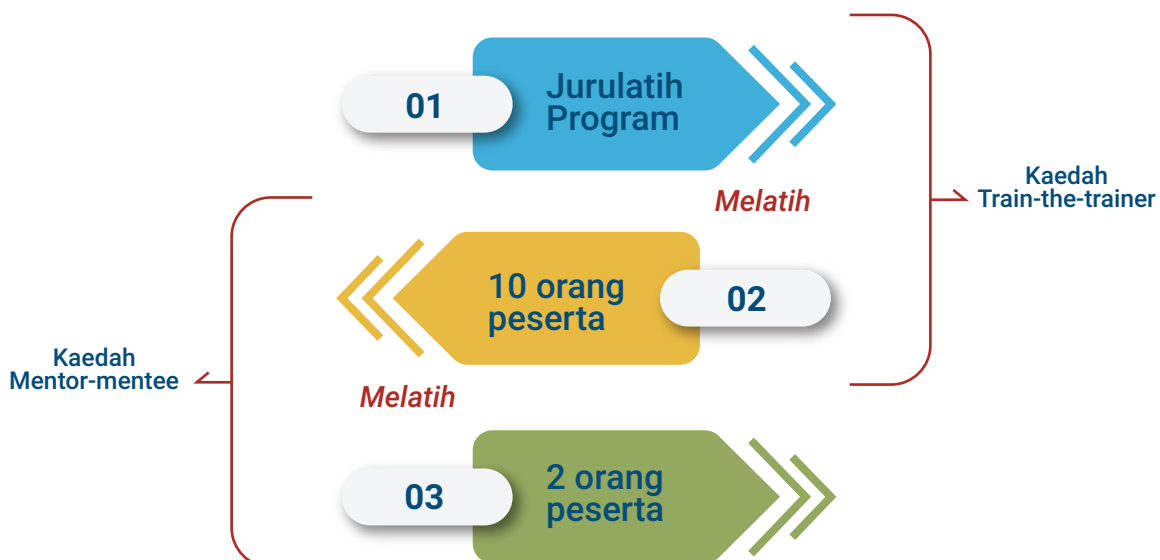 01
Jurulatih
Program
Melatih
Kaedah
Train-the-trainer
10 orang
peserta
02
Kaedah
Mentor-mentee
Melatih
03
2 orang
peserta